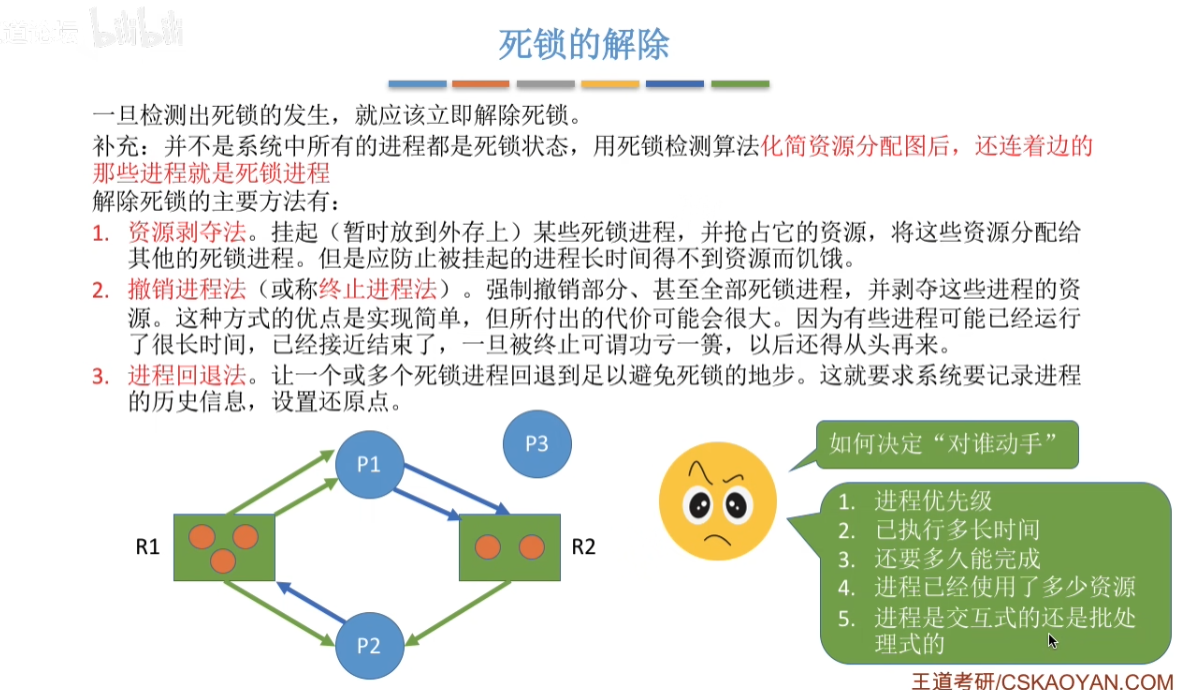 道论坛 bilibili
死锁的解除
一旦检测出死锁的发生，就应该立即解除死锁。
补充：并不是系统中所有的进程都是死锁状态，用死锁检测算法化简资源分配图后，还连着边的
那些进程就是死锁进程
解除死锁的主要方法有：
1. 资源剥夺法。挂起（暂时放到外存上）某些死锁进程，并抢占它的资源，将这些资源分配给
其他的死锁进程。但是应防止被挂起的进程长时间得不到资源而饥饿。
2. 撤销进程法（或称终止进程法）。强制撤销部分、甚至全部死锁进程，并剥夺这些进程的资
源。这种方式的优点是实现简单，但所付出的代价可能会很大。因为有些进程可能已经运行
了很长时间，已经接近结束了，一旦被终止可谓功亏一篑，以后还得从头再来。
3. 进程回退法。让一个或多个死锁进程回退到足以避免死锁的地步。这就要求系统要记录进程
的历史信息，设置还原点。
P1
P3
R1
R2
P2
如何决定“对谁动手”
1. 进程优先级
2. 已执行多长时间
3. 还要多久能完成
4. 进程已经使用了多少资源
5. 进程是交互式的还是批处
理式的
王道考研/CSKAOYAN.COM